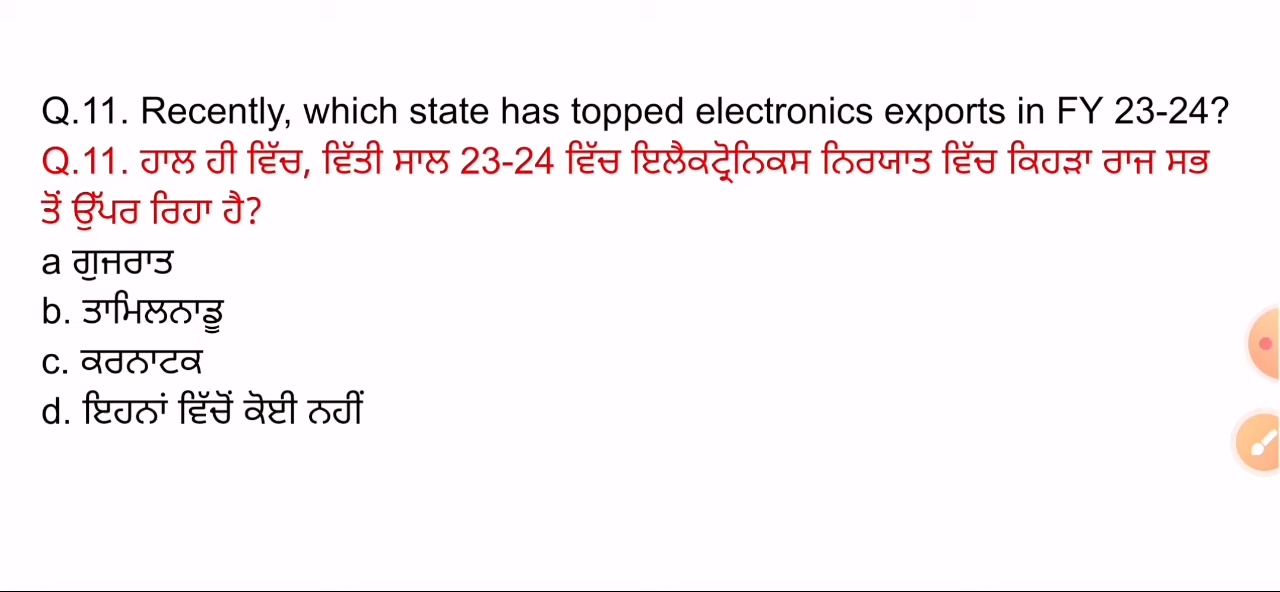 Q.11. Recently, which state has topped electronics exports in FY 23-24?
Q.11. ਹਾਲ ਹੀ ਵਿੱਚ, ਵਿੱਤੀ ਸਾਲ 23-24 ਵਿੱਚ ਇਲੈਕਟ੍ਰੋਨਿਕਸ ਨਿਰਯਾਤ ਵਿੱਚ ਕਿਹੜਾ ਰਾਜ ਸਭ
ਤੋਂ ਉੱਪਰ ਰਿਹਾ ਹੈ?
a ਗੁਜਰਾਤ
b. ਤਾਮਿਲਨਾਡੂ
c. ਕਰਨਾਟਕ
d. ਇਹਨਾਂ ਵਿੱਚੋਂ ਕੋਈ ਨਹੀਂ